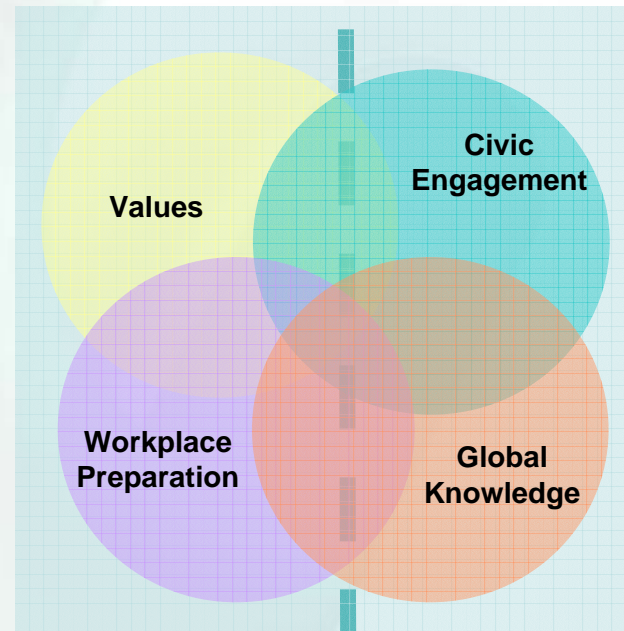 Values
Civic
Engagement
Workplace
Preparation
Global
Knowledge